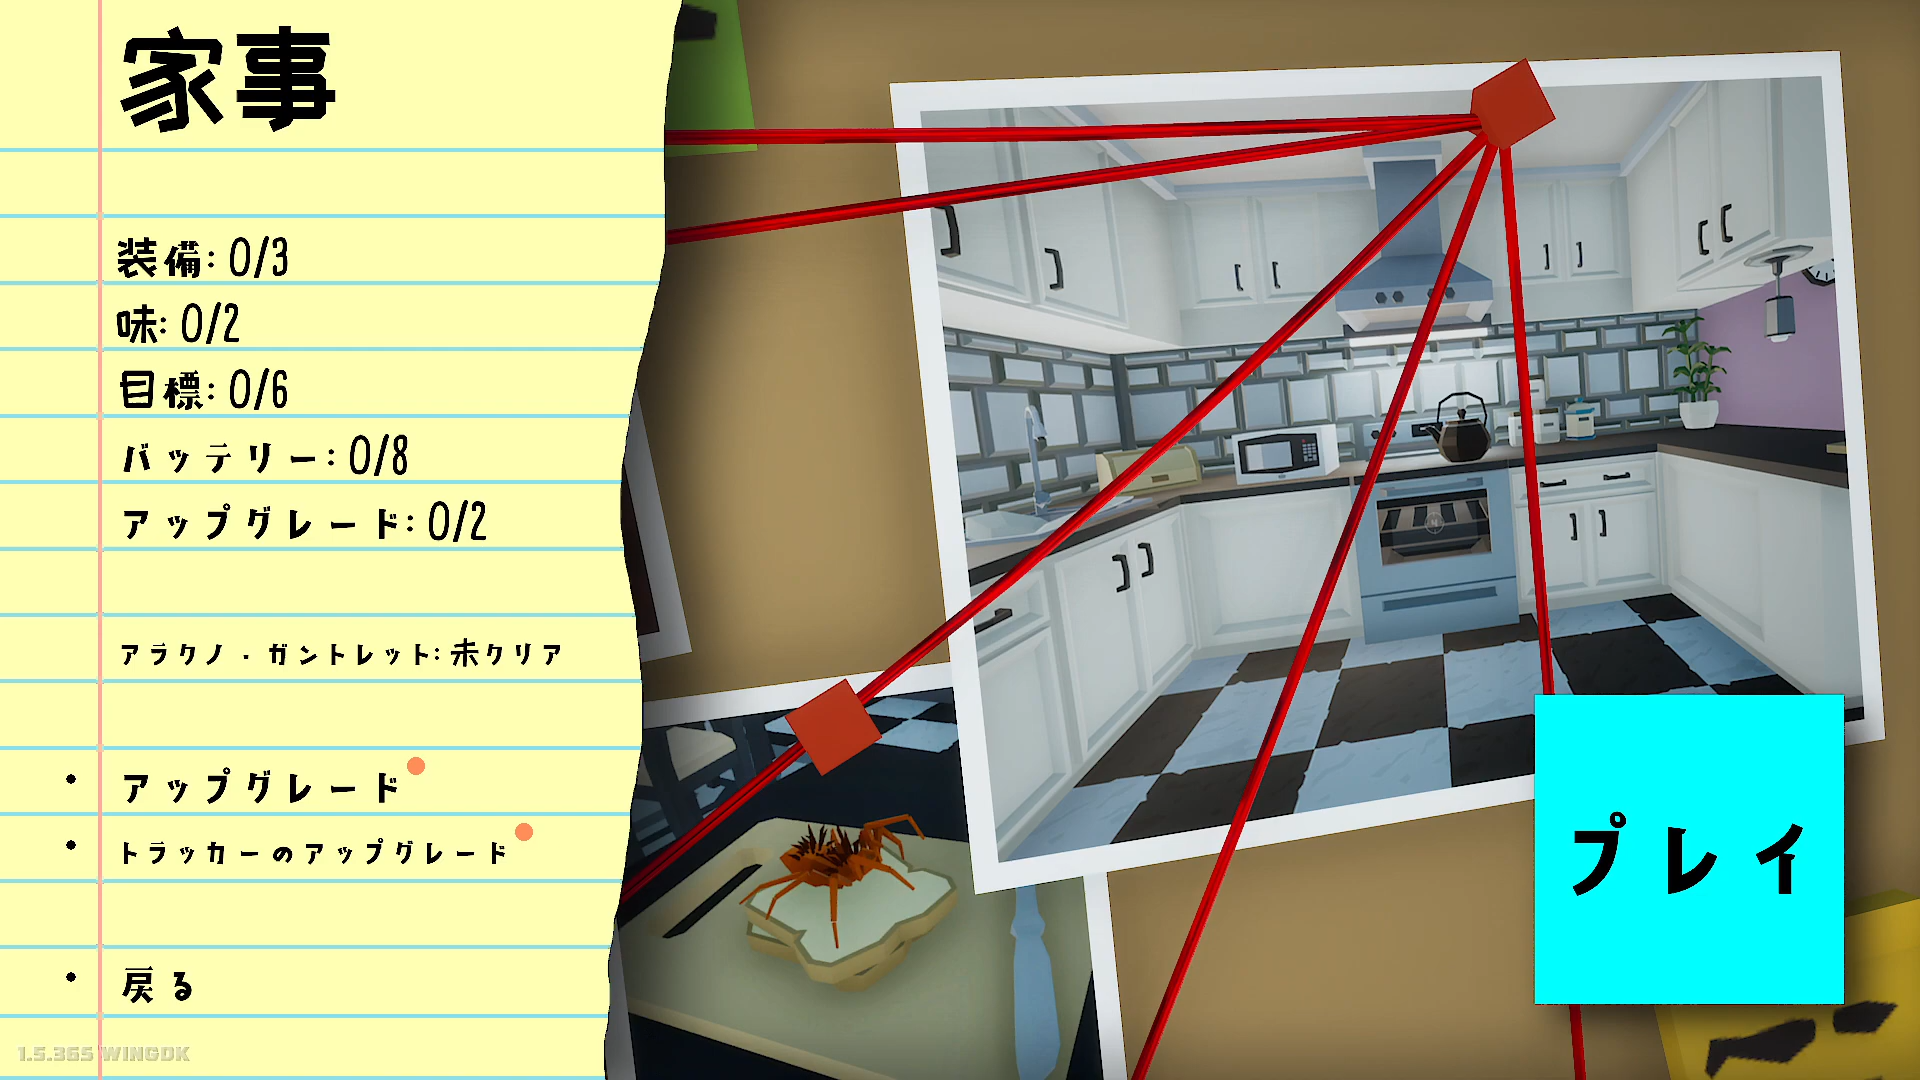 家事
装備: 0/3
味: 0/2
目標: 0/6
バッテリー: 0/8
アップグレード: 0/2
アラクノ・ガントレット: 未クリア
• アップグレード
• トラッカーのアップグレード
• 戻る
プレイ
1.5.365 WINGDK